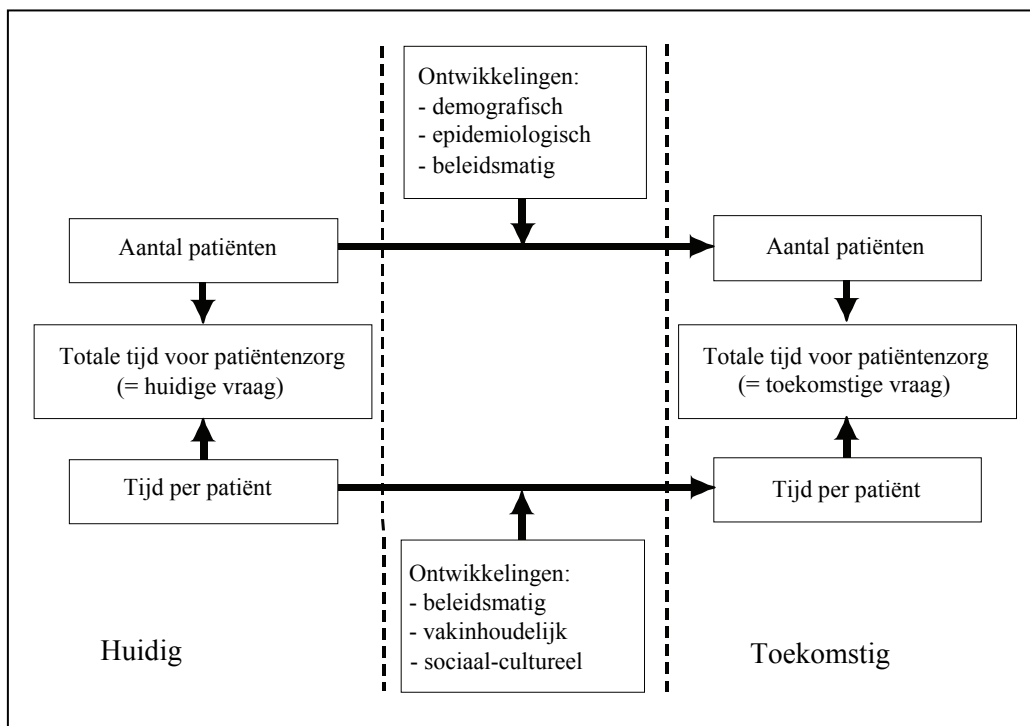 Ontwikkelingen:
- demografisch
- epidemiologisch
- beleidsmatig
Aantal patiënten
Aantal patiënten
Totale tijd voor patiëntenzorg
(= huidige vraag)
Totale tijd voor patiëntenzorg
(= toekomstige vraag)
Tijd per patiënt
Tijd per patiënt
Ontwikkelingen:
- beleidsmatig
- vakinhoudelijk
- sociaal-cultureel
Huidig
Toekomstig